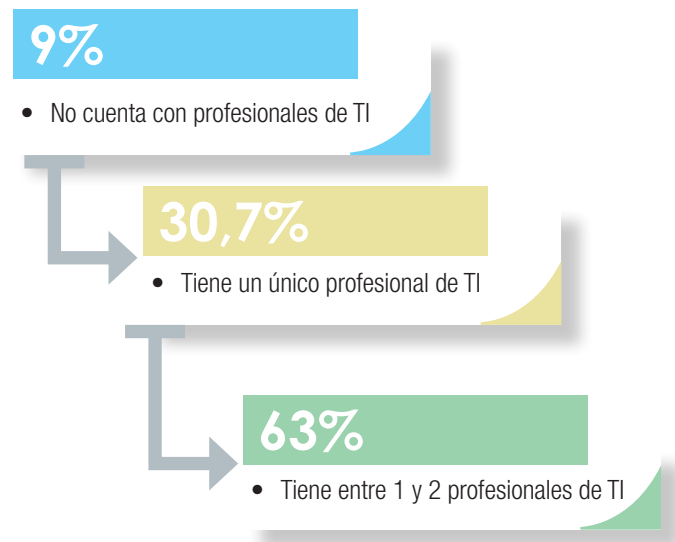 9%
• No cuenta con profesionales de TI
30,7%
• Tiene un único profesional de TI
63%
• Tiene entre 1 y 2 profesionales de TI